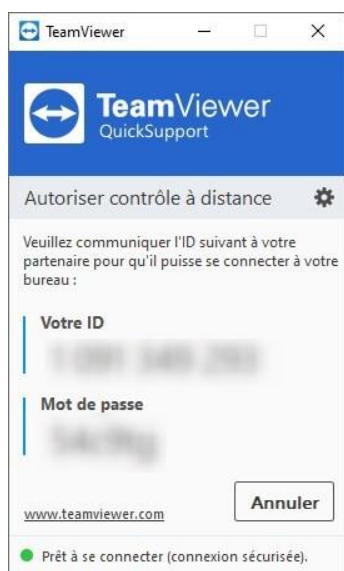 TeamViewer
TeamViewer
QuickSupport
Autoriser contrôle à distance
Veuillez communiquer l'ID suivant à votre
partenaire pour qu'il puisse se connecter à votre
bureau :
Votre ID
Mot de passe
Annuler
www.teamviewer.com
Prêt à se connecter (connexion sécurisée).